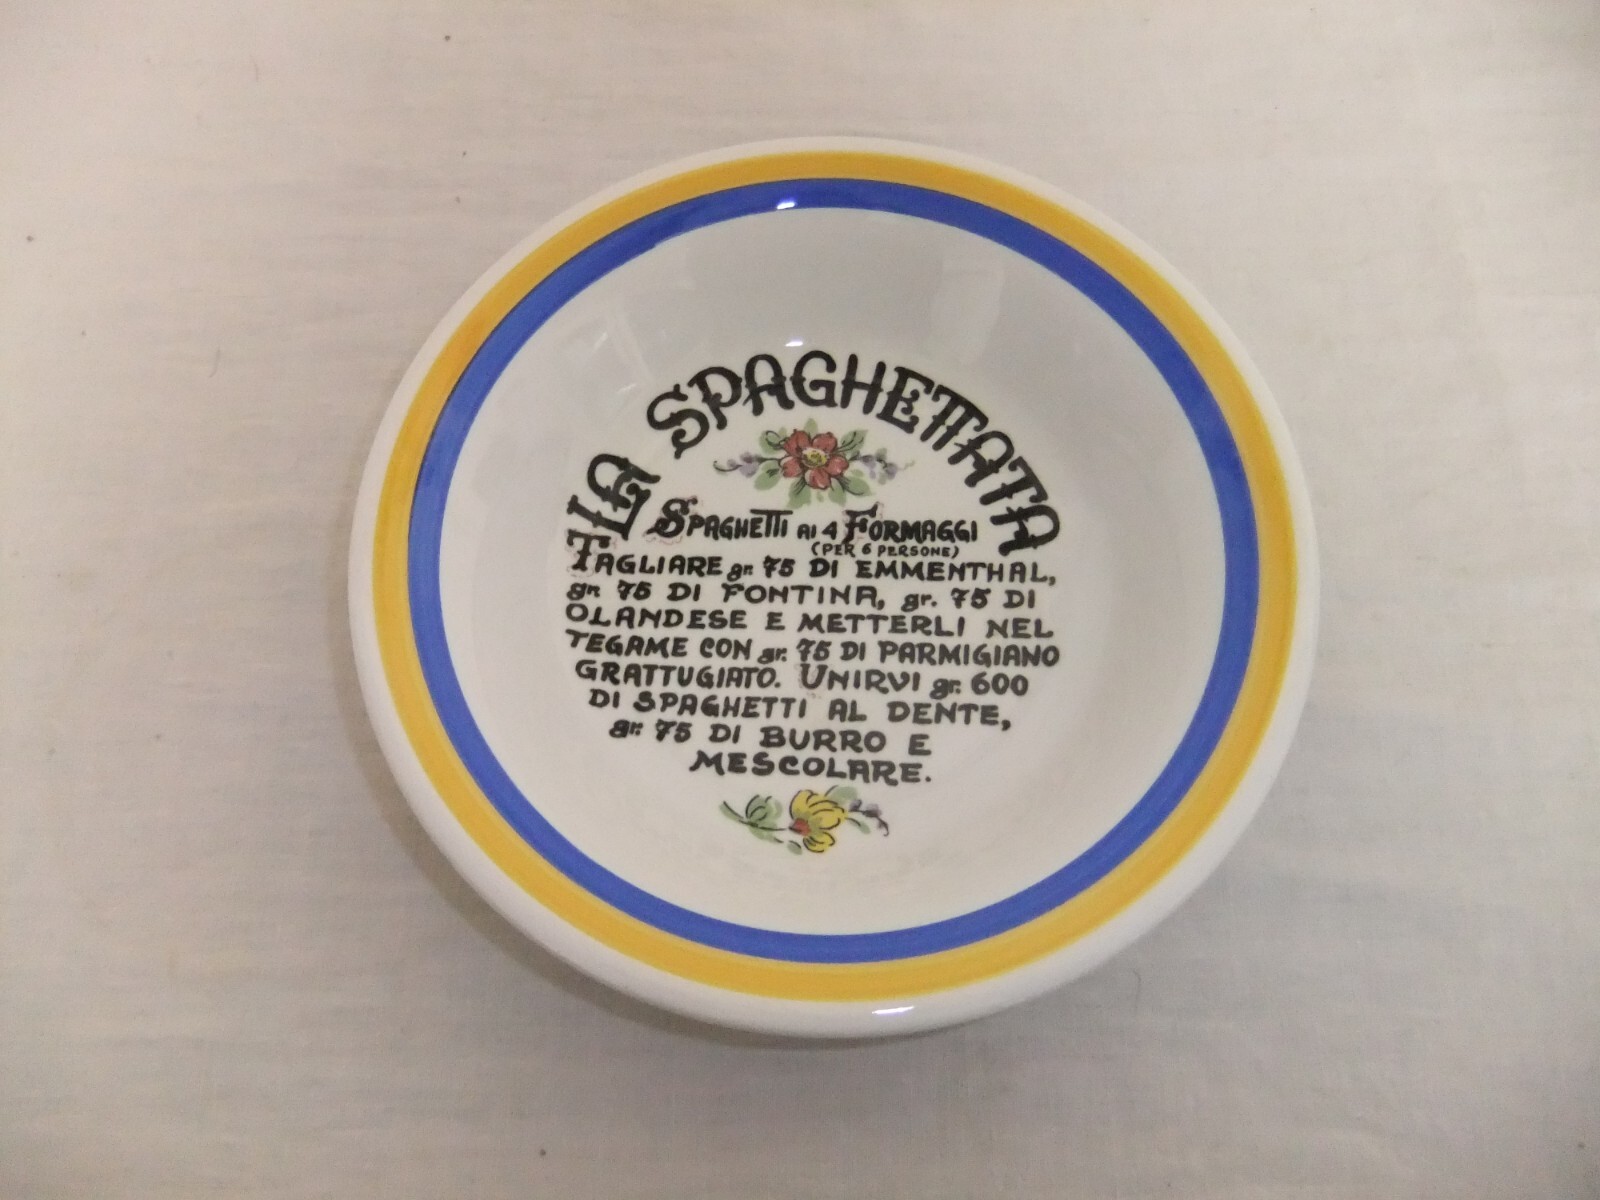 LA SPAGHETTATA
SPAGHETTI AI 4 FORMAGGI
(PER 6 PERSONE)
TAGLIARE gr. 75 DI EMMENTHAL,
gr. 75 DI FONTINA, gr. 75 DI
OLANDESE E METTERLI NEL
TEGAME CON gr. 75 DI PARMIGIANO
GRATTUGIATO. UNIRVI gr. 600
DI SPAGHETTI AL DENTE,
gr. 75 DI BURRO E
MESCOLARE.